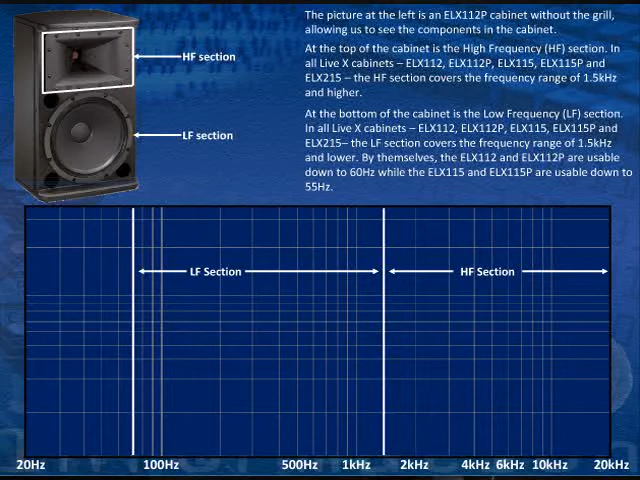 The picture at the left is an ELX112P cabinet without the grill,
allowing us to see the components in the cabinet.
At the top of the cabinet is the High Frequency (HF) section. In
all Live X cabinets – ELX112, ELX112P, ELX115, ELX115P and
ELX215 – the HF section covers the frequency range of 1.5kHz
and higher.
At the bottom of the cabinet is the Low Frequency (LF) section.
In all Live X cabinets – ELX112, ELX112P, ELX115, ELX115P and
ELX215– the LF section covers the frequency range of 1.5kHz
and lower. By themselves, the ELX112 and ELX112P are usable
down to 60Hz while the ELX115 and ELX115P are usable down to
55Hz.
HF section
LF section
LF Section
HF Section
20Hz 100Hz 500Hz 1kHz 2kHz 4kHz 6kHz 10kHz 20kHz